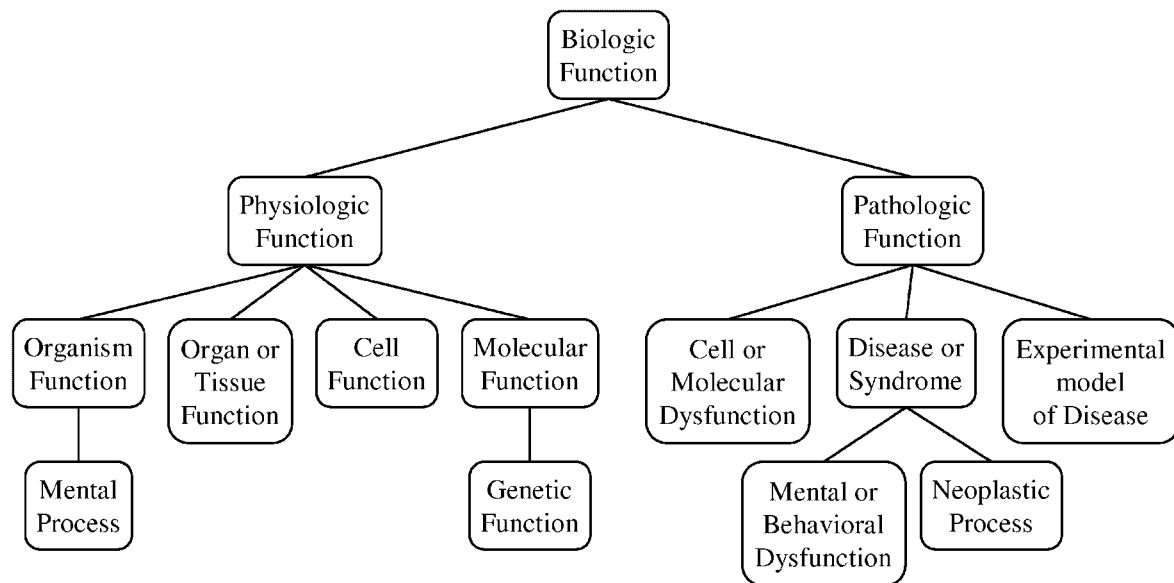 Biologic
Function
Physiologic
Function
Pathologic
Function
Organism
Function
Organ or
Tissue
Function
Cell
Function
Molecular
Function
Cell or
Molecular
Dysfunction
Disease or
Syndrome
Experimental
model
of Disease
Mental
Process
Genetic
Function
Mental or
Behavioral
Dysfunction
Neoplastic
Process